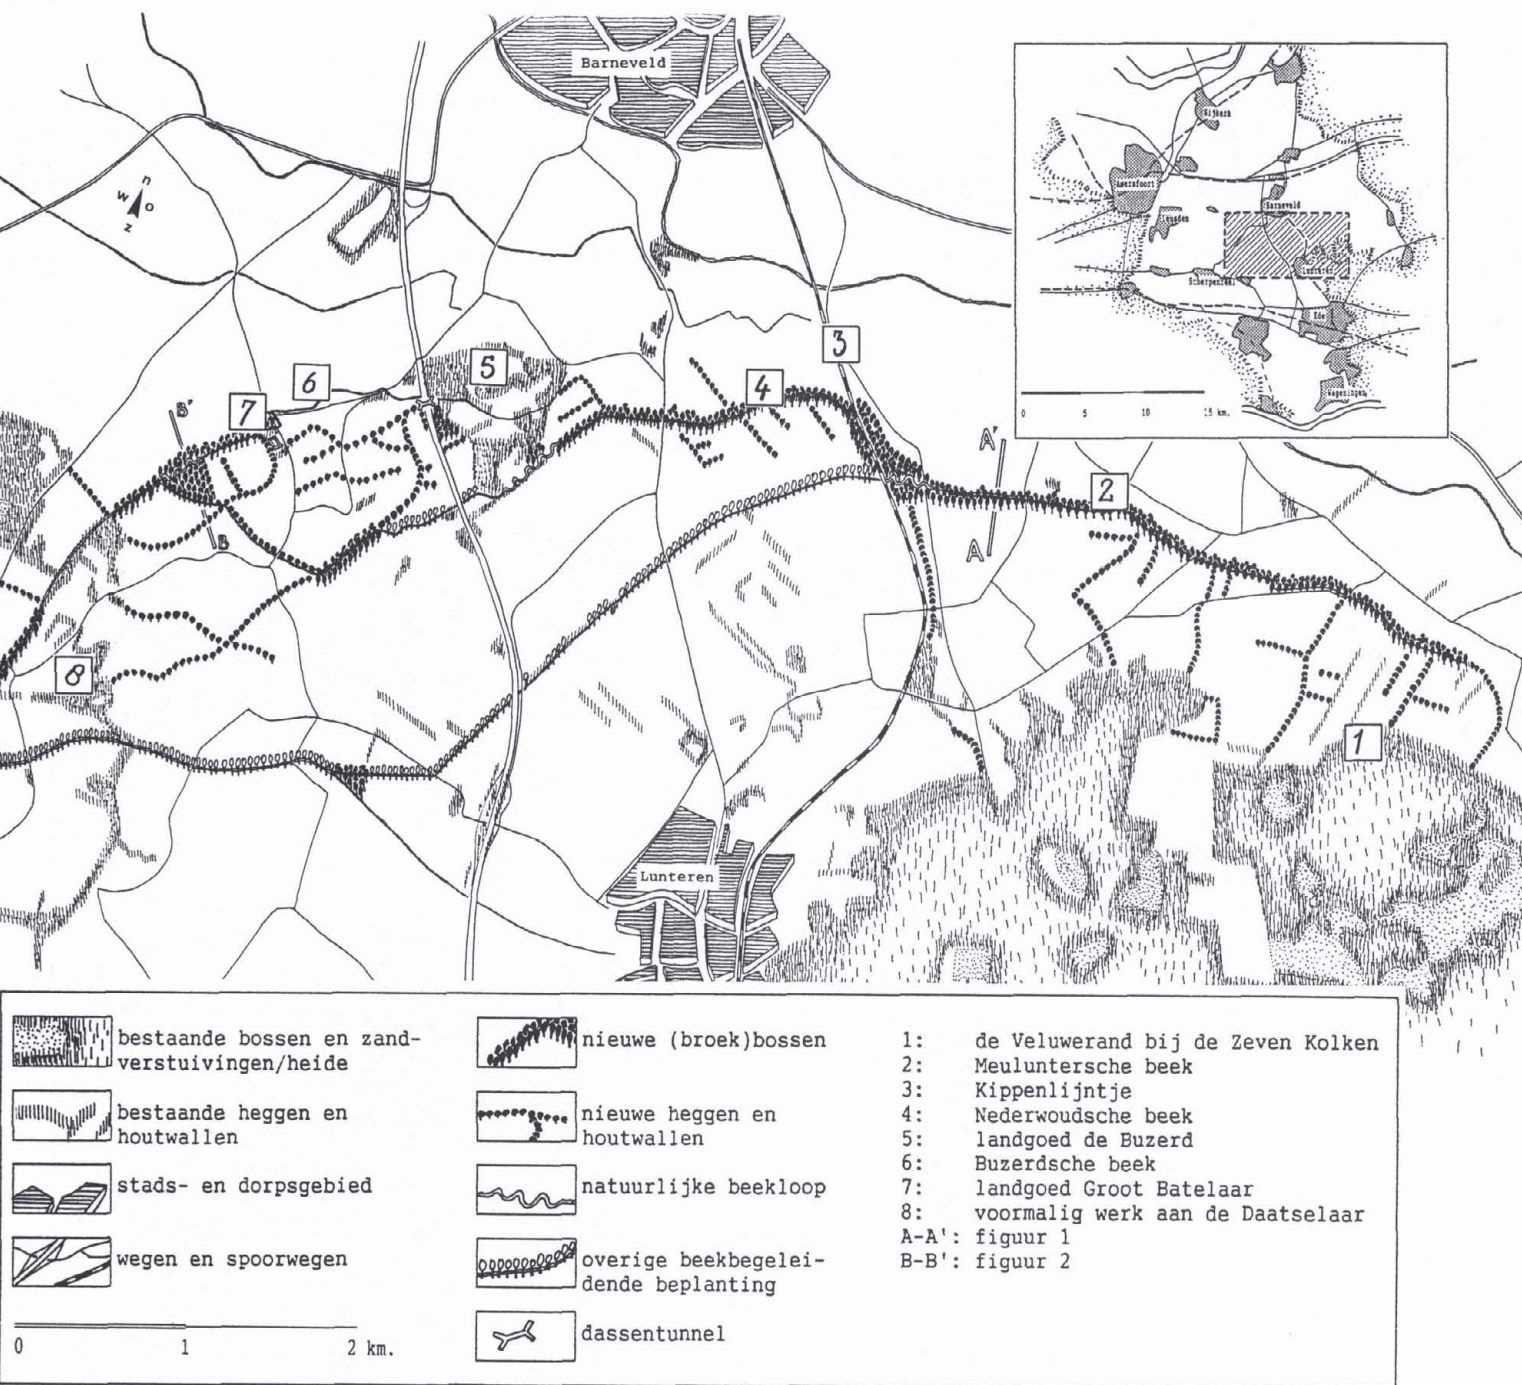 Barneveld
n
w
o
z
Nijkerk
Amersfoort
Leusden
Barneveld
Lunteren
Scherpenzeel
Ede
Wageningen
0 5 10 15 km.
3
5
6
4
7
B'
A'
2
B
A
8
1
Lunteren
bestaande bossen en zand-
verstuivingen/heide
bestaande heggen en
houtwallen
stads- en dorpsgebied
wegen en spoorwegen
0 1 2 km.
nieuwe (broek)bossen
nieuwe heggen en
houtwallen
natuurlijke beekloop
overige beekbegelei-
dende beplanting
dassentunnel
1: de Veluwerand bij de Zeven Kolken
2: Meuluntersche beek
3: Kippenlijntje
4: Nederwoudsche beek
5: landgoed de Buzerd
6: Buzerdsche beek
7: landgoed Groot Batelaar
8: voormalig werk aan de Daatselaar
A-A': figuur 1
B-B': figuur 2